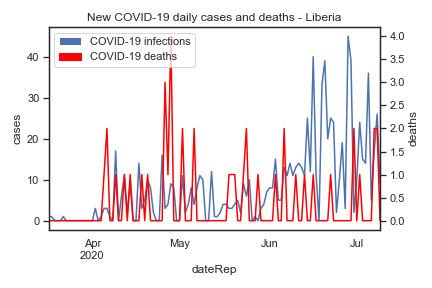 New COVID-19 daily cases and deaths - Liberia
COVID-19 infections
COVID-19 deaths
cases
40
30
20
10
0
deaths
4.0
3.5
3.0
2.5
2.0
1.5
1.0
0.5
0.0
Apr
2020
May
Jun
Jul
dateRep